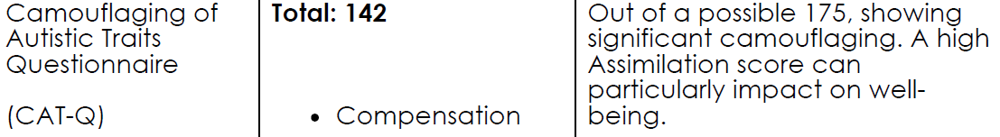 Camouflaging of
Autistic Traits
Questionnaire
(CAT-Q)
Total: 142
• Compensation
Out of a possible 175, showing
significant camouflaging. A high
Assimilation score can
particularly impact on well-
being.